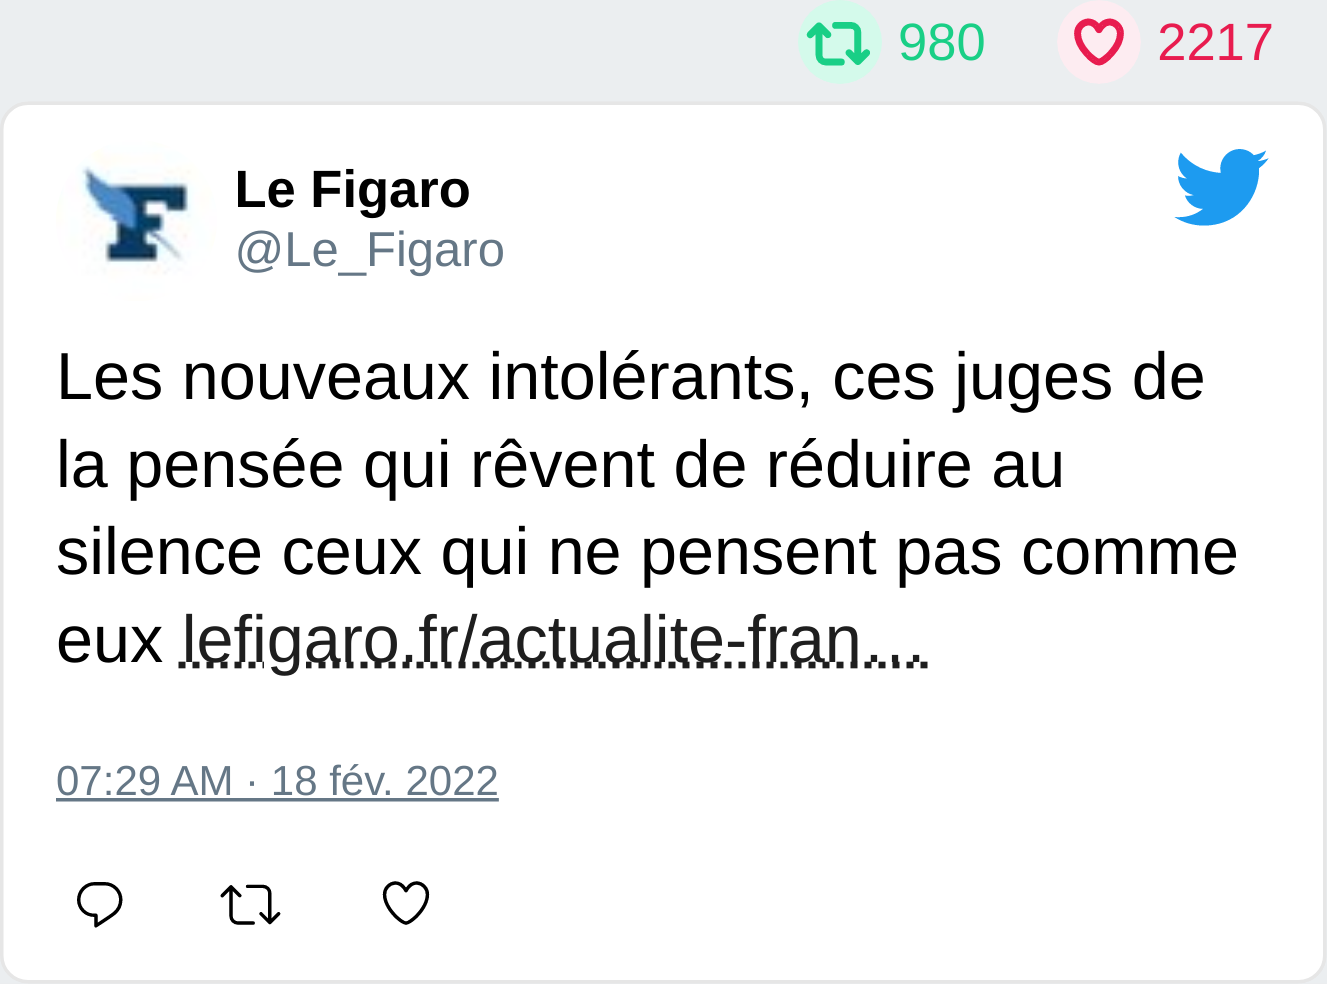 980 2217
Le Figaro
@Le_Figaro
Les nouveaux intolérants, ces juges de
la pensée qui rêvent de réduire au
silence ceux qui ne pensent pas comme
eux lefigaro.fr/actualite-fran…
07:29 AM · 18 fév. 2022